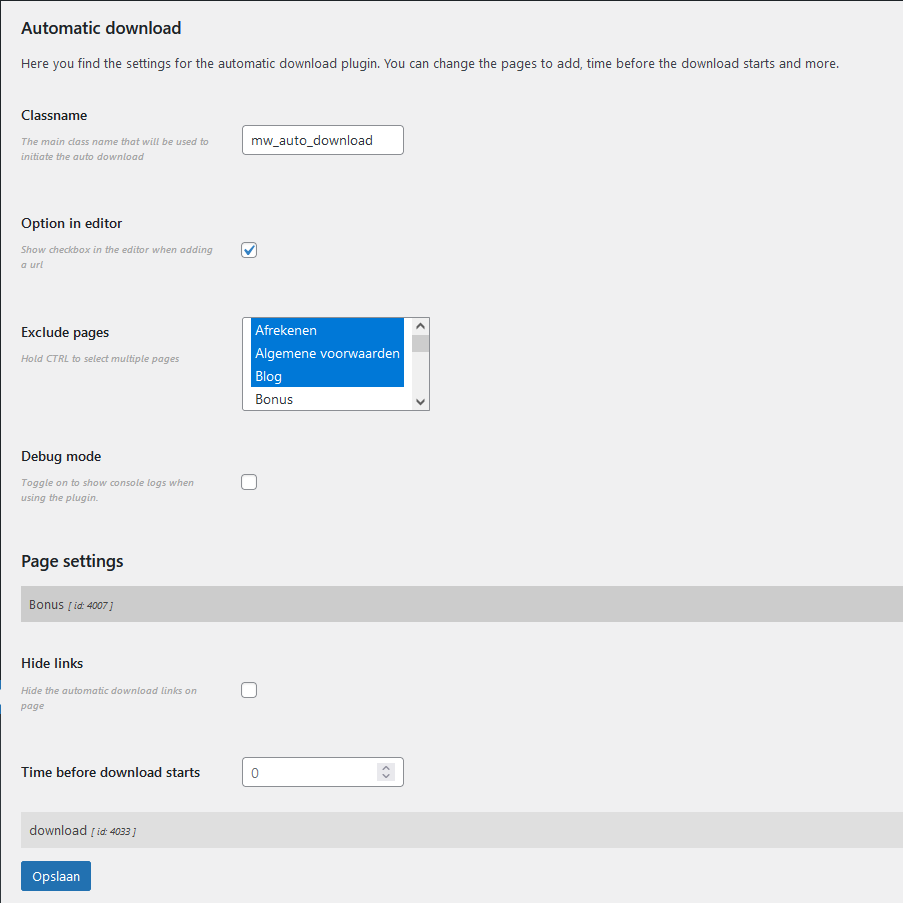 Automatic download
Here you find the settings for the automatic download plugin. You can change the pages to add, time before the download starts and more.
Classname
The main class name that will be used to
initiate the auto download
mw_auto_download
Option in editor
Show checkbox in the editor when adding
a url
Exclude pages
Hold CTRL to select multiple pages
Afrekenen
Algemene voorwaarden
Blog
Bonus
Debug mode
Toggle on to show console logs when
using the plugin.
Page settings
Bonus [ id: 4007 ]
Hide links
Hide the automatic download links on
page
Time before download starts
0
download [ id: 4033 ]
Opslaan